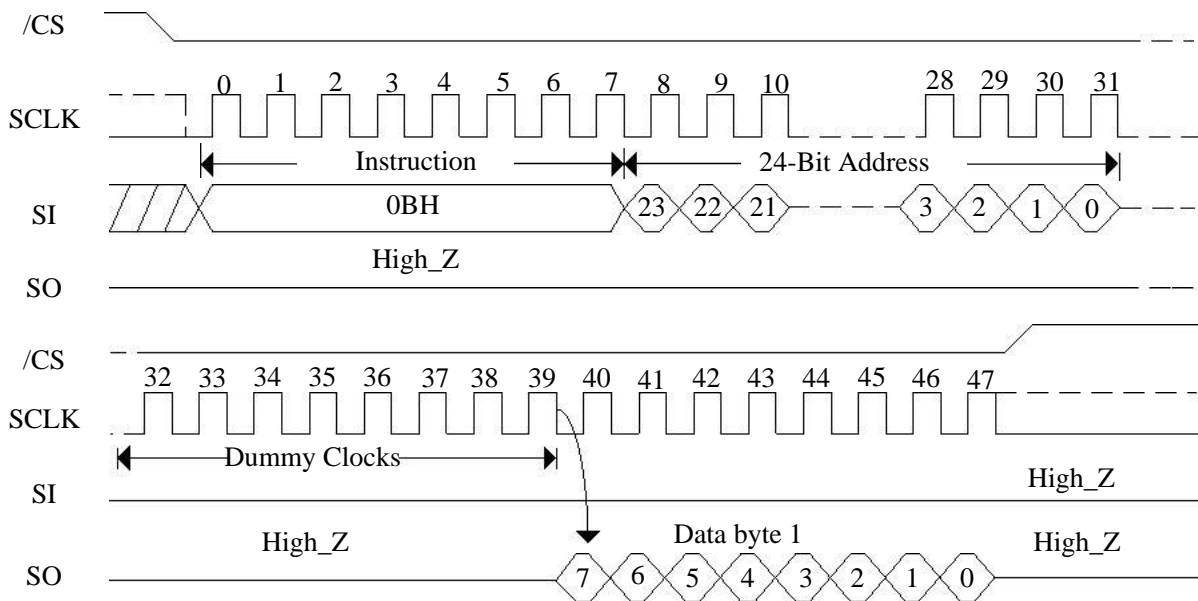 /CS
0 1 2 3 4 5 6 7 8 9 10 28 29 30 31
SCLK
Instruction 24-Bit Address
SI 0BH 23 22 21 3 2 1 0
High_Z
SO
/CS
32 33 34 35 36 37 38 39 40 41 42 43 44 45 46 47
SCLK
Dummy Clocks
High_Z
SI
High_Z Data byte 1 High_Z
SO 7 6 5 4 3 2 1 0